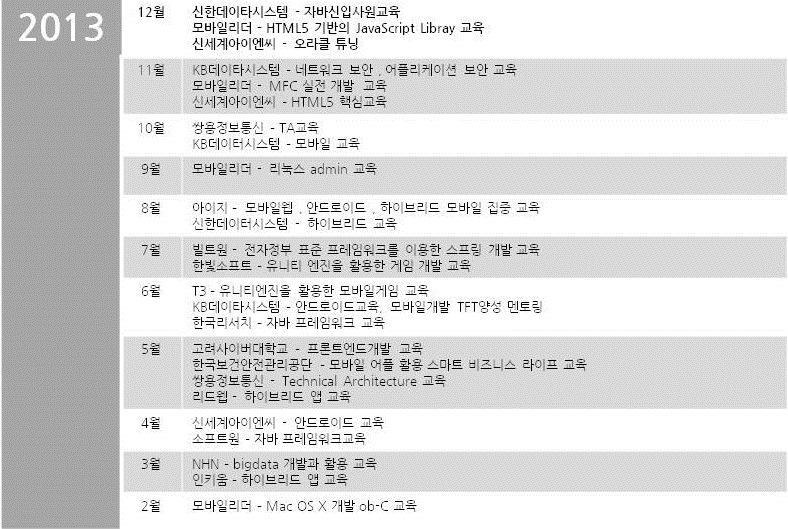 2013
12월 신한데이타시스템 - 자바신입사원교육
모바일리더 - HTML5 기반의 JavaScript Libray 교육
신세계아이엔씨 - 오라클 튜닝
11월 KB데이타시스템 - 네트워크 보안 , 어플리케이션 보안 교육
모바일리더 - MFC 실전 개발 교육
신세계아이엔씨 - HTML5 핵심교육
10월 쌍용정보통신 - TA교육
KB데이터시스템 - 모바일 교육
9월 모바일리더 - 리눅스 admin 교육
8월 아이지 - 모바일웹 , 안드로이드 , 하이브리드 모바일 집중 교육
신한데이터시스템 - 하이브리드 교육
7월 빌트원 - 전자정부 표준 프레임워크를 이용한 스프링 개발 교육
한빛소프트 - 유니티 엔진을 활용한 게임 개발 교육
6월 T3 - 유니티엔진을 활용한 모바일게임 교육
KB데이타시스템 - 안드로이드교육, 모바일개발 TFT양성 멘토링
한국리서치 - 자바 프레임워크 교육
5월 고려사이버대학교 - 프론트엔드개발 교육
한국보건안전관리공단 - 모바일 어플 활용 스마트 비즈니스 라이프 교육
쌍용정보통신 - Technical Architecture 교육
리드웹 - 하이브리드 앱 교육
4월 신세계아이엔씨 - 안드로이드 교육
소프트원 - 자바 프레임워크교육
3월 NHN - bigdata 개발과 활용 교육
인키움 - 하이브리드 앱 교육
2월 모바일리더 - Mac OS X 개발 ob-C 교육